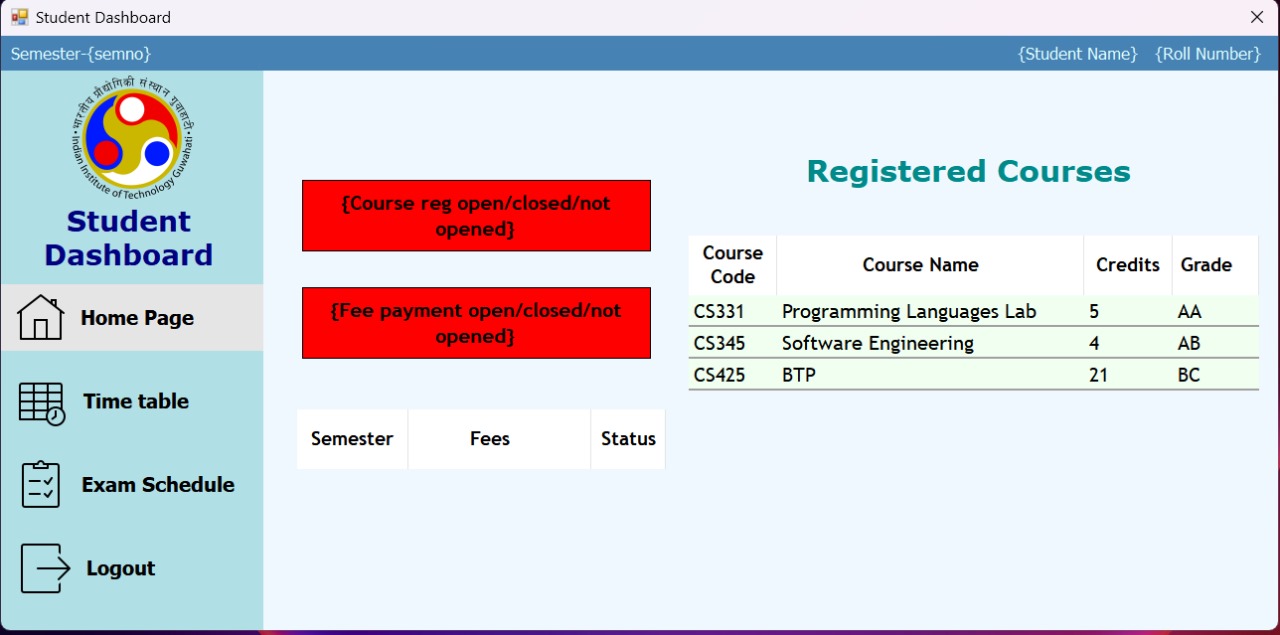 Student Dashboard
Semester-{semno}
{Student Name} {Roll Number}
भारतीय प्रौद्योगिकी संस्थान गुवाहाटी
Indian Institute of Technology Guwahati
Student
Dashboard
Home Page
Time table
Exam Schedule
Logout
{Course reg open/closed/not
opened}
{Fee payment open/closed/not
opened}
Semester Fees Status
Registered Courses
Course
Code Course Name Credits Grade
CS331 Programming Languages Lab 5 AA
CS345 Software Engineering 4 AB
CS425 BTP 21 BC